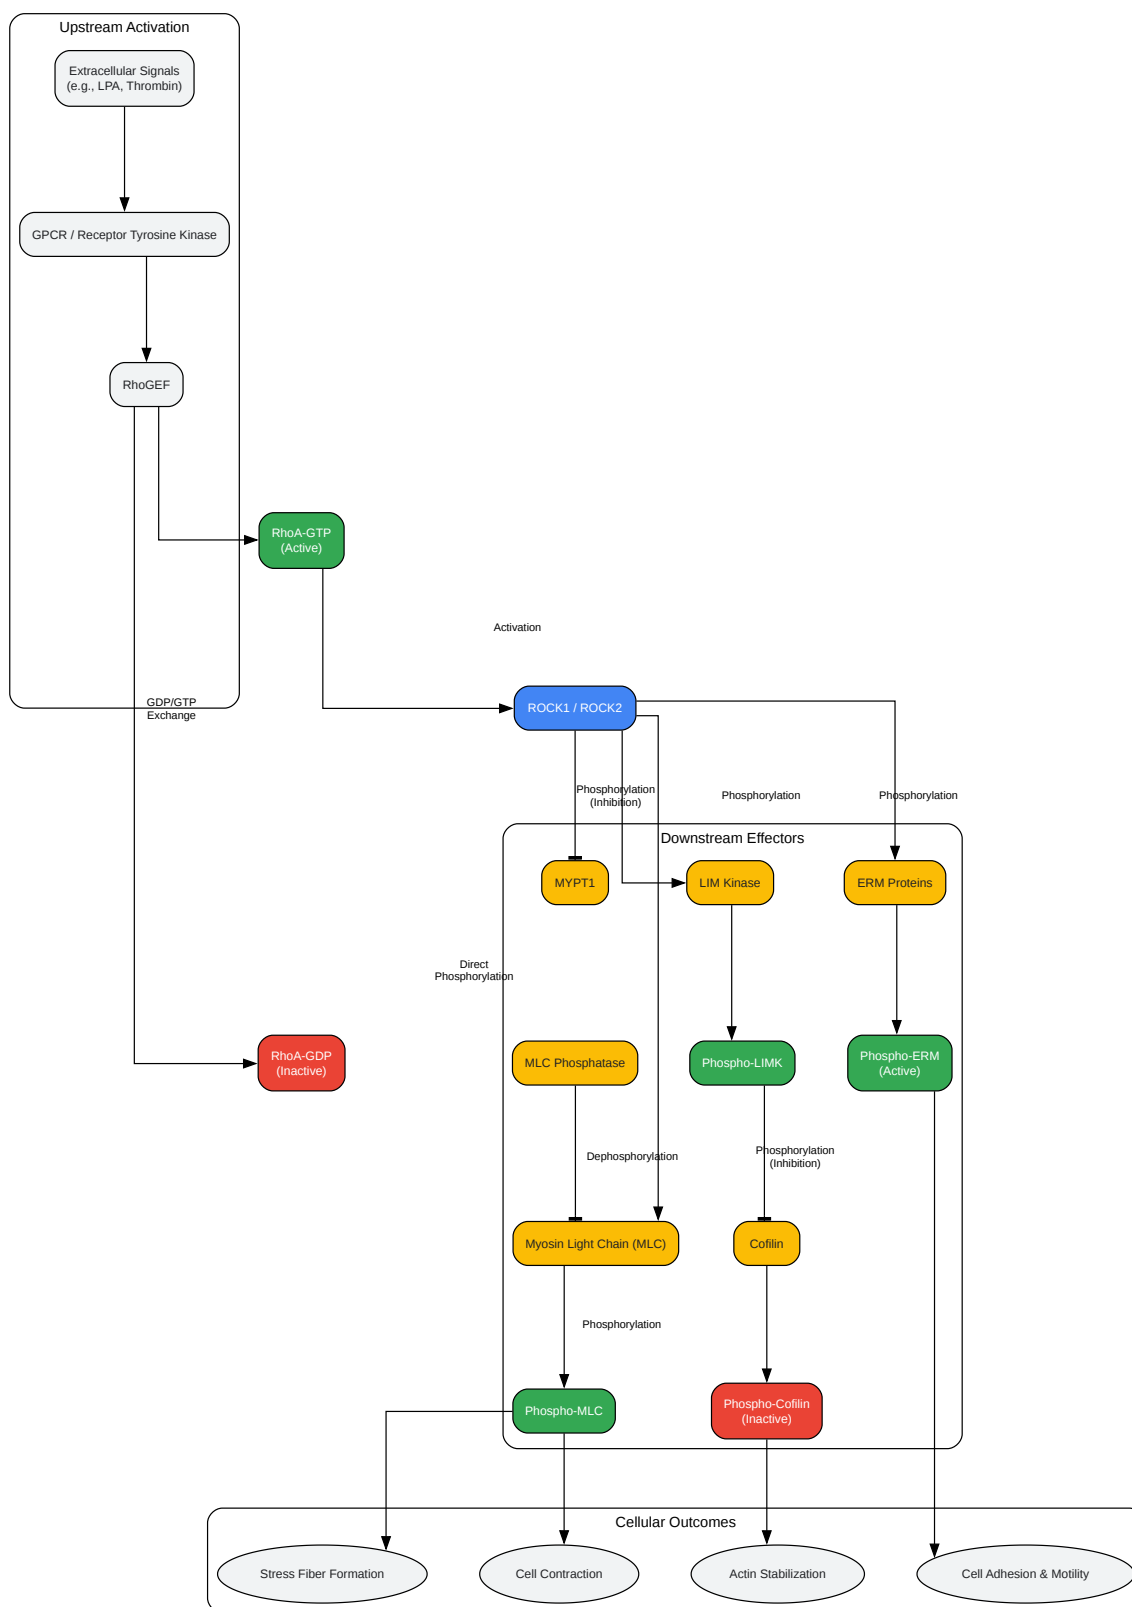 Upstream Activation
Extracellular Signals
(e.g., LPA, Thrombin)
GPCR / Receptor Tyrosine Kinase
RhoGEF
RhoA-GTP
(Active)
Activation
GDP/GTP
Exchange
ROCK1 / ROCK2
Phosphorylation
(Inhibition)
Phosphorylation
Phosphorylation
Downstream Effectors
MYPT1
LIM Kinase
ERM Proteins
Direct
Phosphorylation
RhoA-GDP
(Inactive)
MLC Phosphatase
Phospho-LIMK
Phospho-ERM
(Active)
Dephosphorylation
Phosphorylation
(Inhibition)
Myosin Light Chain (MLC)
Cofilin
Phosphorylation
Phospho-MLC
Phospho-Cofilin
(Inactive)
Cellular Outcomes
Stress Fiber Formation
Cell Contraction
Actin Stabilization
Cell Adhesion & Motility